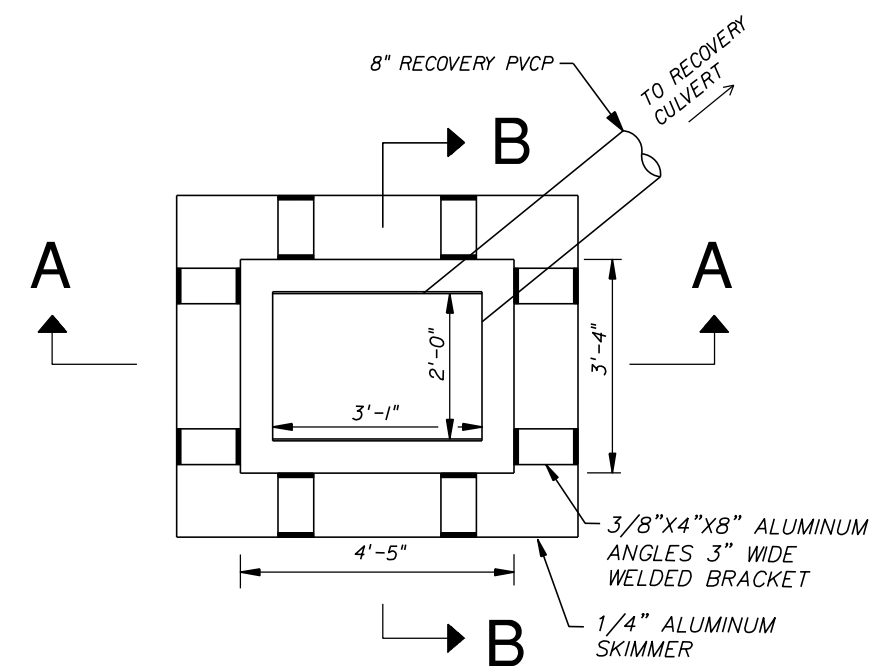 8" RECOVERY PVCP
TO RECOVERY
CULVERT
B
A
A
2'-0"
3'-4"
3'-1"
3/8”X4”X8” ALUMINUM
ANGLES 3” WIDE
WELDED BRACKET
4'-5"
1/4” ALUMINUM
SKIMMER
B